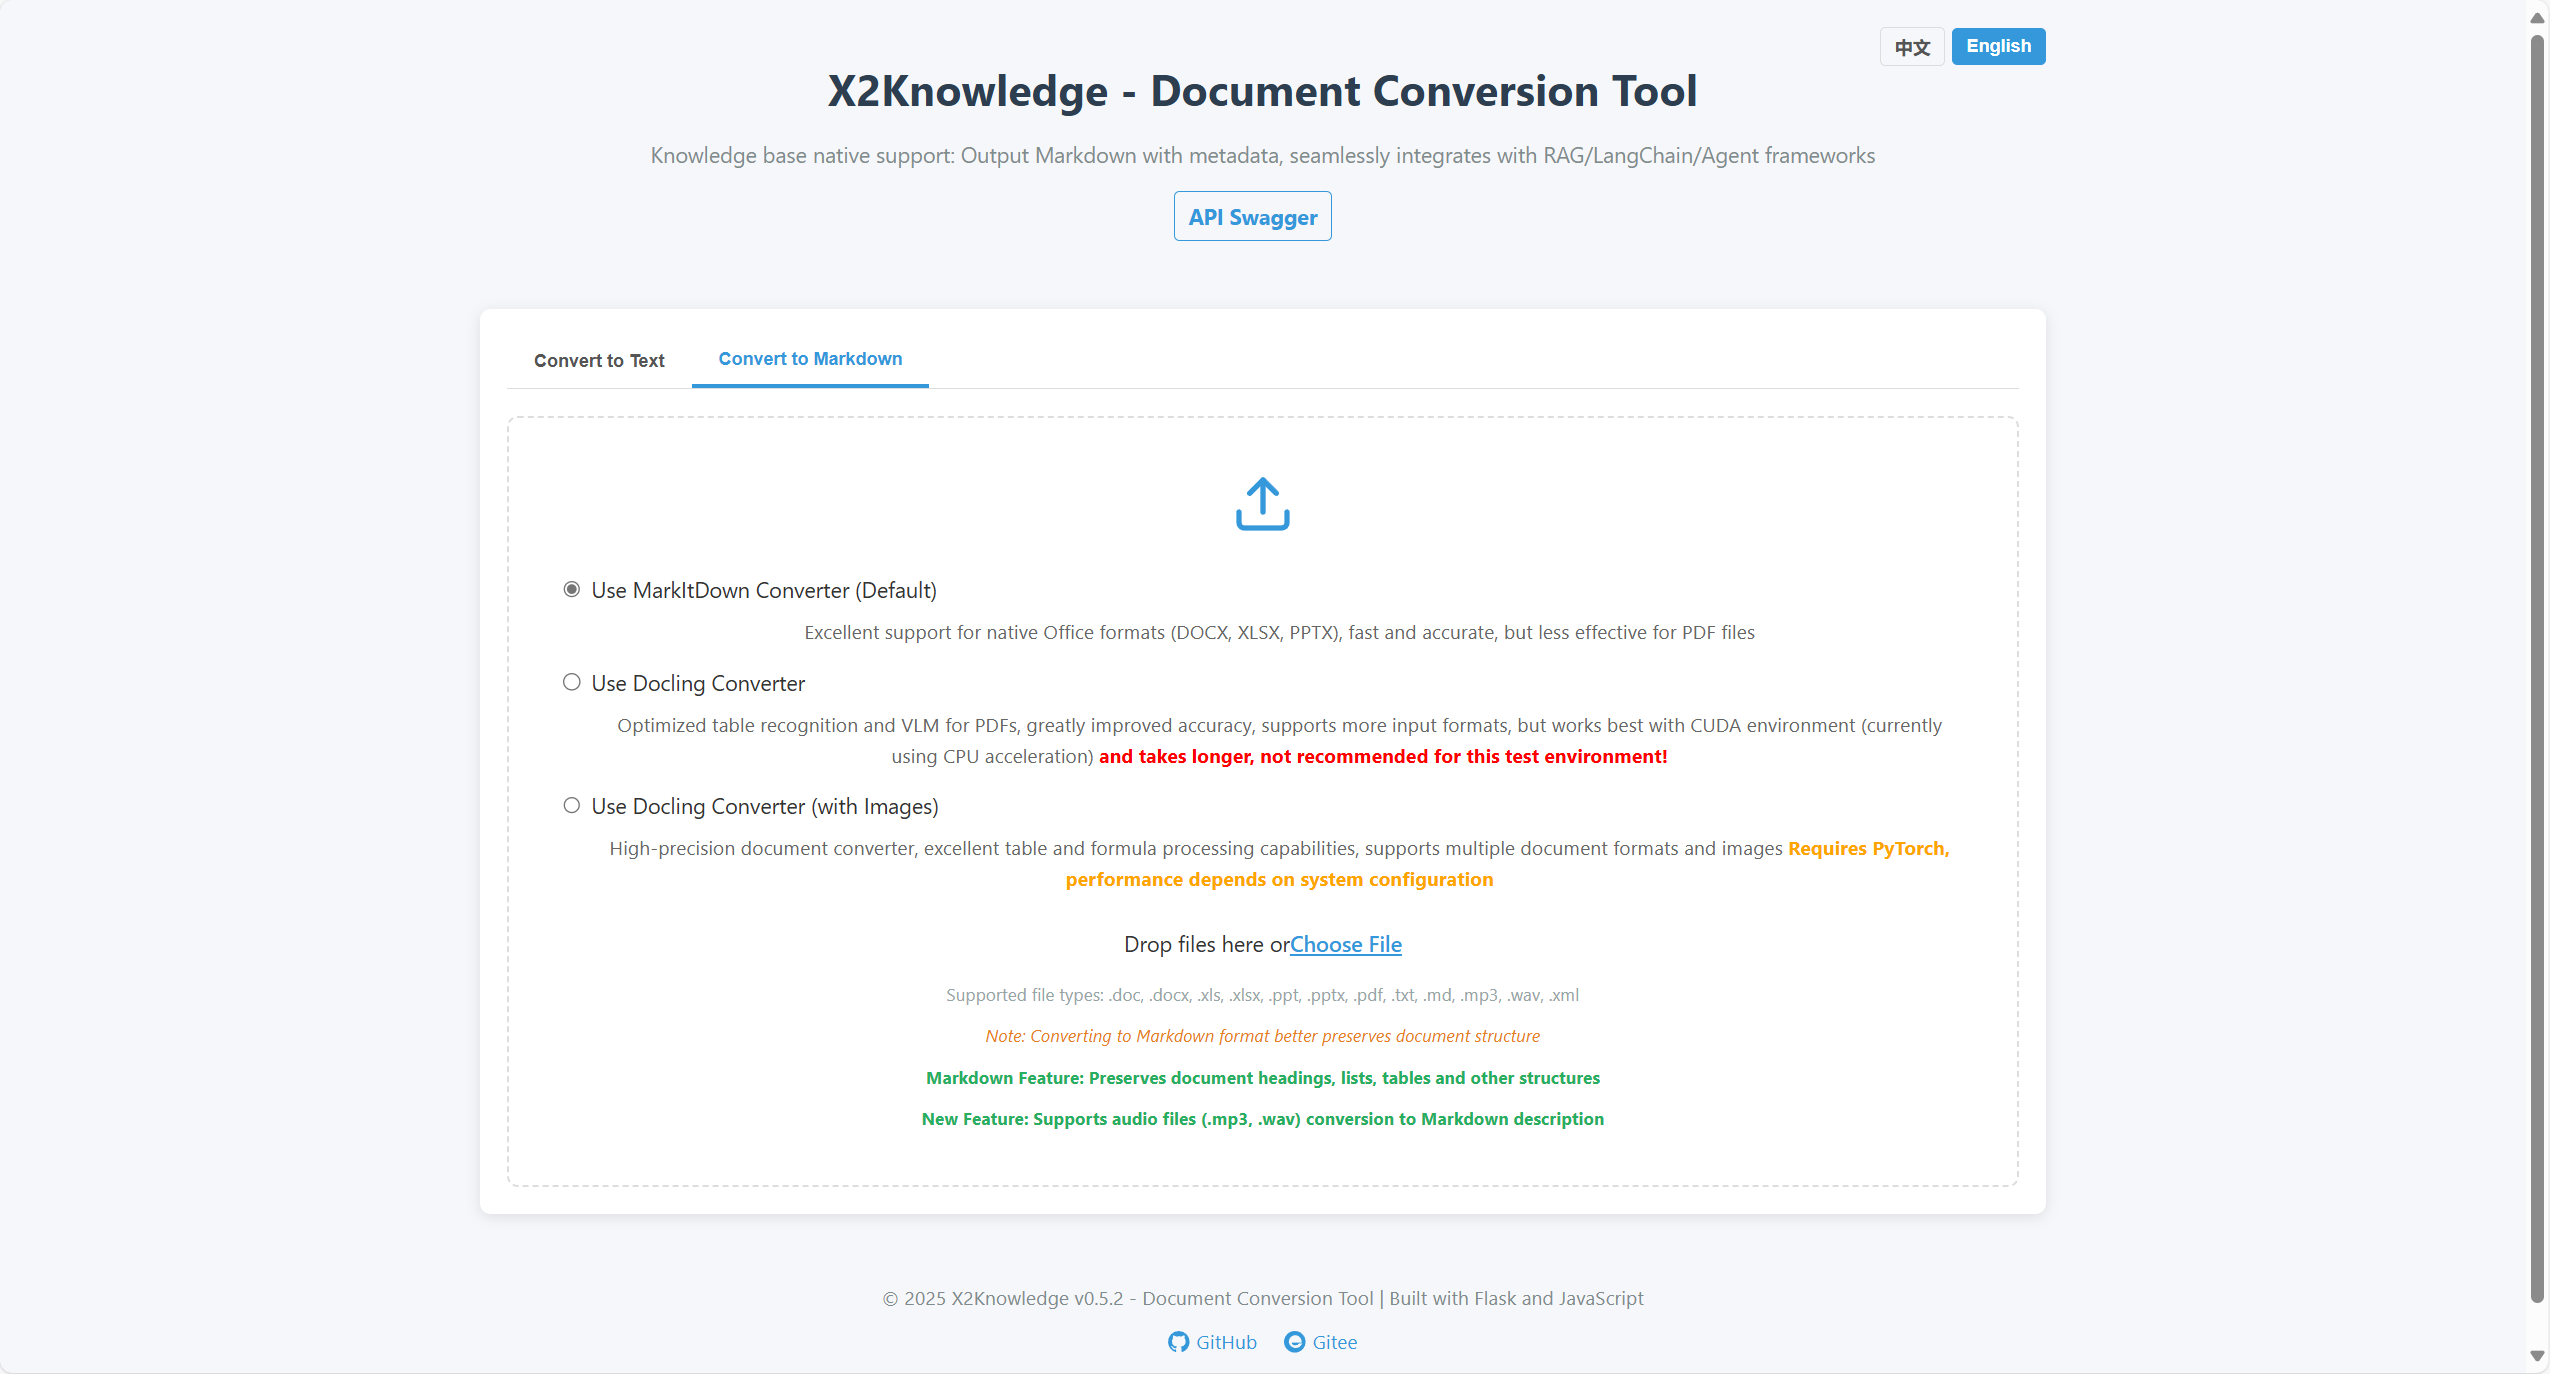 中文
English
X2Knowledge - Document Conversion Tool
Knowledge base native support: Output Markdown with metadata, seamlessly integrates with RAG/LangChain/Agent frameworks
API Swagger
Convert to Text
Convert to Markdown
Use MarkItDown Converter (Default)
Excellent support for native Office formats (DOCX, XLSX, PPTX), fast and accurate, but less effective for PDF files
Use Docling Converter
Optimized table recognition and VLM for PDFs, greatly improved accuracy, supports more input formats, but works best with CUDA environment (currently
using CPU acceleration) and takes longer, not recommended for this test environment!
Use Docling Converter (with Images)
High-precision document converter, excellent table and formula processing capabilities, supports multiple document formats and images Requires PyTorch,
performance depends on system configuration
Drop files here orChoose File
Supported file types: .doc, .docx, .xls, .xlsx, .ppt, .pptx, .pdf, .txt, .md, .mp3, .wav, .xml
Note: Converting to Markdown format better preserves document structure
Markdown Feature: Preserves document headings, lists, tables and other structures
New Feature: Supports audio files (.mp3, .wav) conversion to Markdown description
© 2025 X2Knowledge v0.5.2 - Document Conversion Tool | Built with Flask and JavaScript
GitHub
Gitee